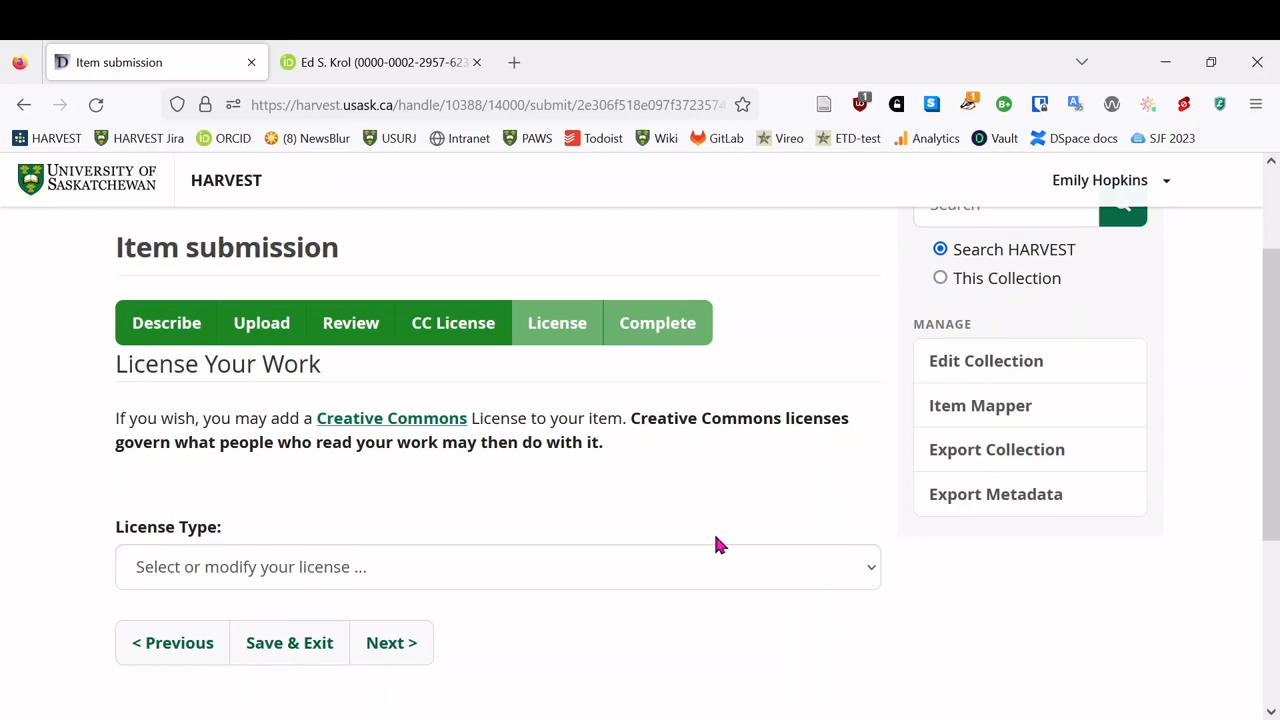 Item submission
Ed S. Krol (0000-0002-2957-623
https://harvest.usask.ca/handle/10388/14000/submit/2e306f518e097f3723574
1
1
HARVEST
HARVEST Jira
ORCID
(8) NewsBlur
USURJ
Intranet
PAWS
Todoist
Wiki
GitLab
Vireo
ETD-test
Analytics
Vault
DSpace docs
SJF 2023
UNIVERSITY OF
SASKATCHEWAN
HARVEST
Emily Hopkins
Search
Item submission
Search HARVEST
This Collection
Describe
Upload
Review
CC License
License
Complete
MANAGE
Edit Collection
Item Mapper
Export Collection
Export Metadata
License Your Work
If you wish, you may add a Creative Commons License to your item. Creative Commons licenses
govern what people who read your work may then do with it.
License Type:
Select or modify your license ...
< Previous
Save & Exit
Next >